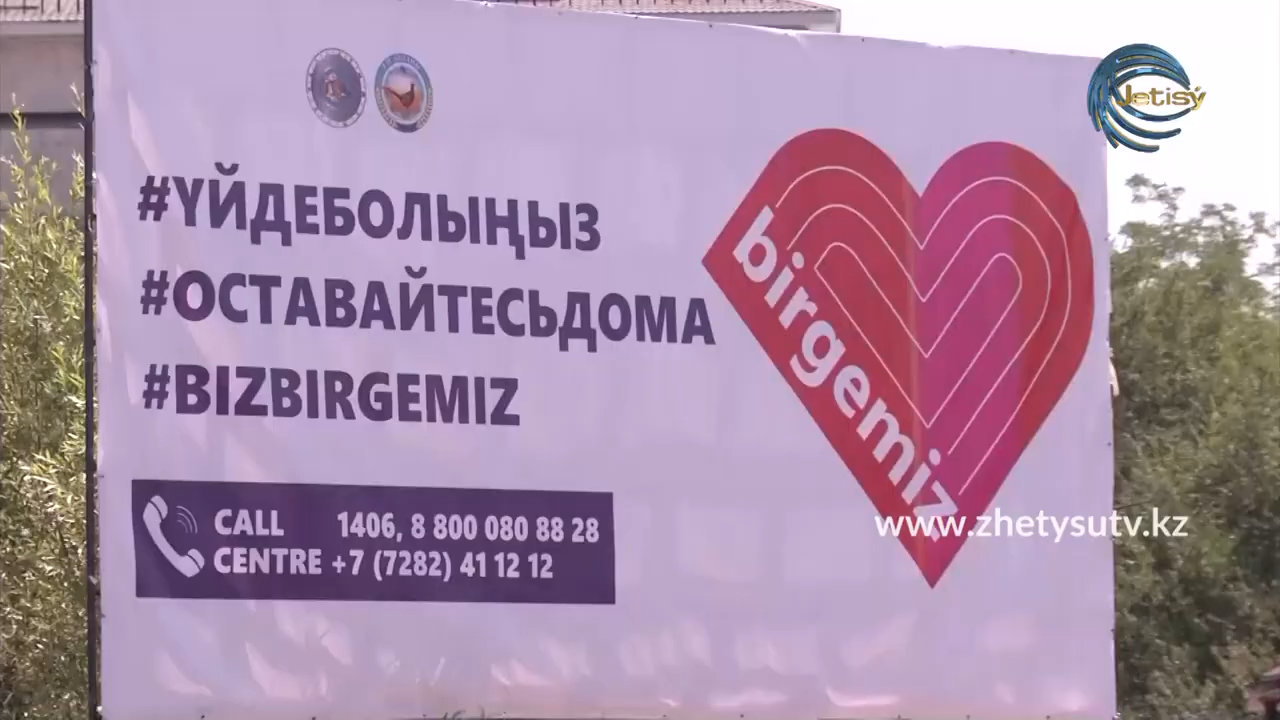 Jetisý
#ҮЙДЕБОЛЫҢЫЗ
#ОСТАВАЙТЕСЬДОМА
#BIZBIRGEMIZ
birgemiz
CALL 1406, 8 800 080 88 28
CENTRE +7 (7282) 41 12 12
www.zhetysutv.kz